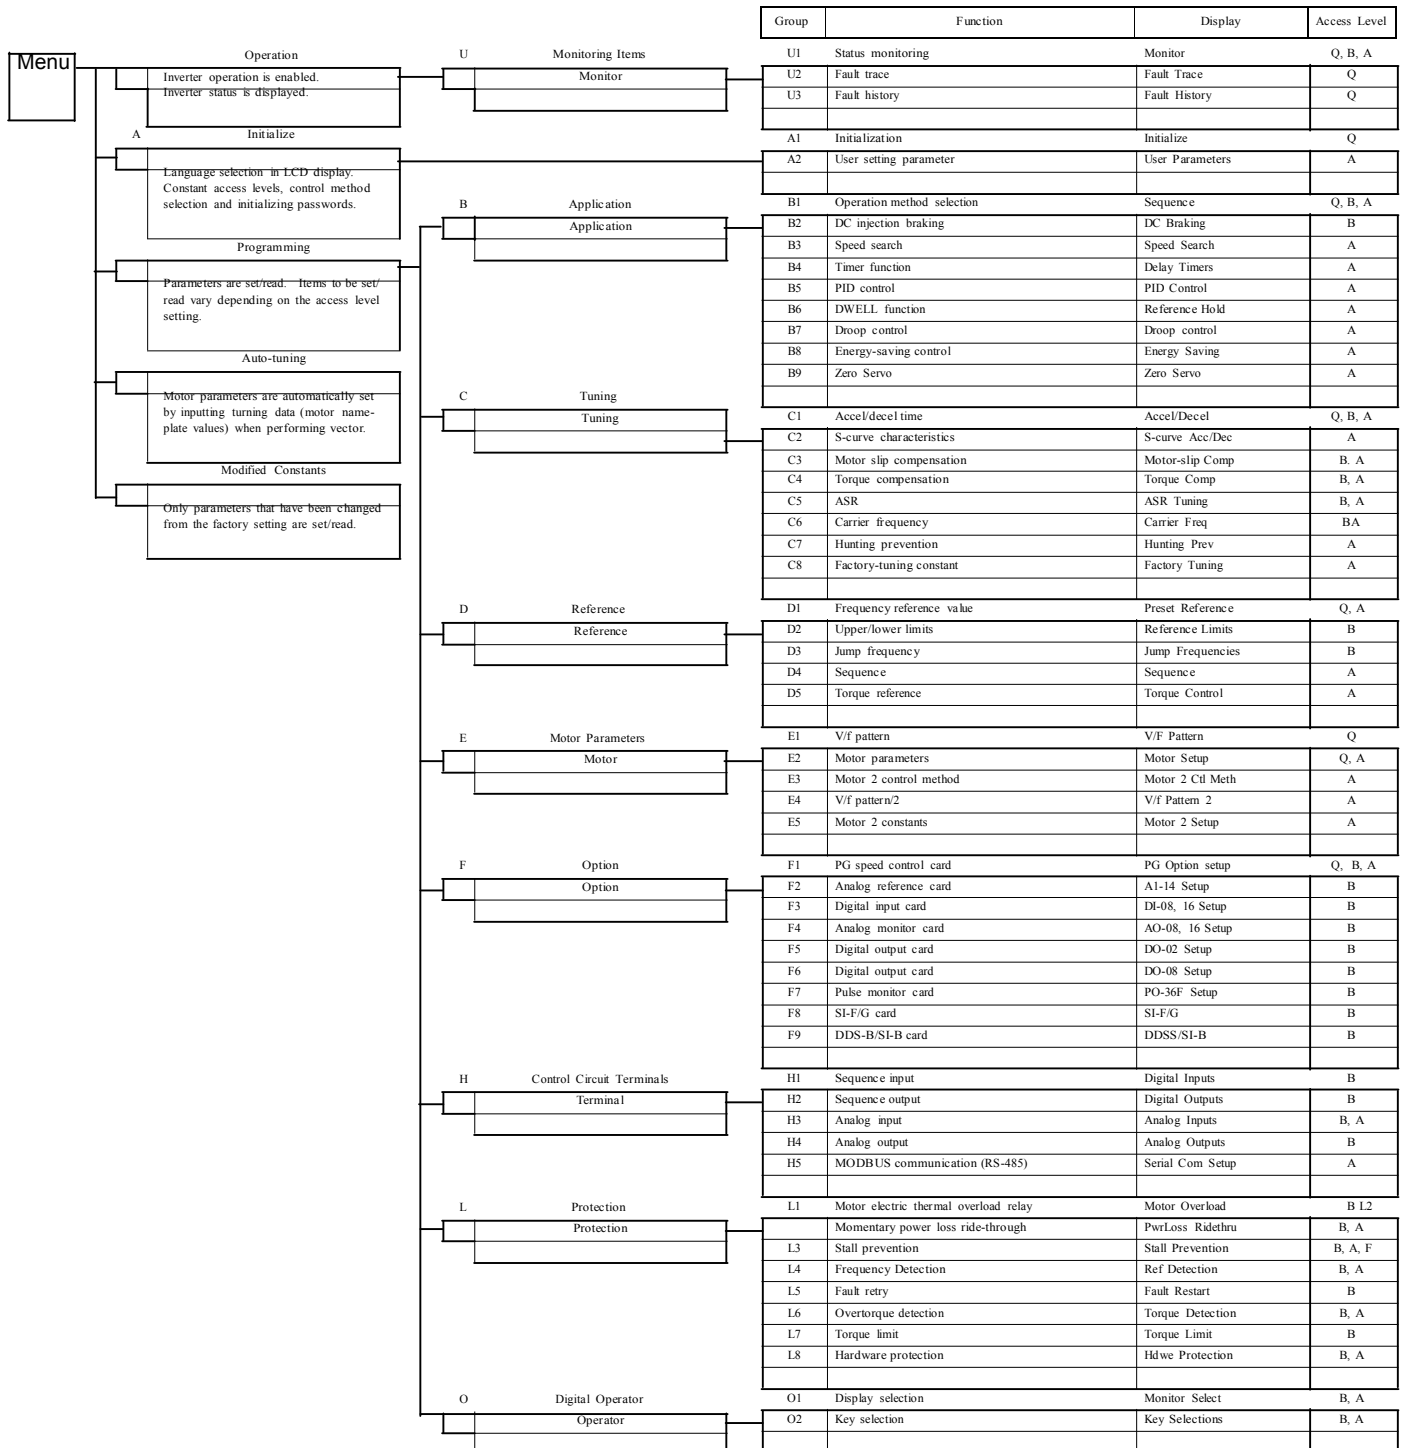 Group Function Display Access Level
Menu
Operation
Inverter operation is enabled.
Inverter status is displayed.
A Initialize
Language selection in LCD display.
Constant access levels, control method
selection and initializing passwords.
Programming
Parameters are set/read. Items to be set/
read vary depending on the access level
setting.
Auto-tuning
Motor parameters are automatically set
by inputting turning data (motor name-
plate values) when performing vector.
Modified Constants
Only parameters that have been changed
from the factory setting are set/read.
U Monitoring Items
Monitor
U1 Status monitoring Monitor Q, B, A
U2 Fault trace Fault Trace Q
U3 Fault history Fault History Q
A1 Initialization Initialize Q
A2 User setting parameter User Parameters A
B Application
Application
B1 Operation method selection Sequence Q, B, A
B2 DC injection braking DC Braking B
B3 Speed search Speed Search A
B4 Timer function Delay Timers A
B5 PID control PID Control A
B6 DWELL function Reference Hold A
B7 Droop control Droop control A
B8 Energy-saving control Energy Saving A
B9 Zero Servo Zero Servo A
C Tuning
Tuning
C1 Accel/decel time Accel/Decel Q, B, A
C2 S-curve characteristics S-curve Acc/Dec A
C3 Motor slip compensation Motor-slip Comp B. A
C4 Torque compensation Torque Comp B, A
C5 ASR ASR Tuning B, A
C6 Carrier frequency Carrier Freq BA
C7 Hunting prevention Hunting Prev A
C8 Factory-tuning constant Factory Tuning A
D Reference
Reference
D1 Frequency reference value Preset Reference Q, A
D2 Upper/lower limits Reference Limits B
D3 Jump frequency Jump Frequencies B
D4 Sequence Sequence A
D5 Torque reference Torque Control A
E Motor Parameters
Motor
E1 V/f pattern V/F Pattern Q
E2 Motor parameters Motor Setup Q, A
E3 Motor 2 control method Motor 2 Ctl Meth A
E4 V/f pattern/2 V/f Pattern 2 A
E5 Motor 2 constants Motor 2 Setup A
F Option
Option
F1 PG speed control card PG Option setup Q, B, A
F2 Analog reference card A1-14 Setup B
F3 Digital input card DI-08, 16 Setup B
F4 Analog monitor card AO-08, 16 Setup B
F5 Digital output card DO-02 Setup B
F6 Digital output card DO-08 Setup B
F7 Pulse monitor card PO-36F Setup B
F8 SI-F/G card SI-F/G B
F9 DDS-B/SI-B card DDSS/SI-B B
H Control Circuit Terminals
Terminal
H1 Sequence input Digital Inputs B
H2 Sequence output Digital Outputs B
H3 Analog input Analog Inputs B, A
H4 Analog output Analog Outputs B
H5 MODBUS communication (RS-485) Serial Com Setup A
L Protection
Protection
L1 Motor electric thermal overload relay Motor Overload B L2
Momentary power loss ride-through PwrLoss Ridethru B, A
L3 Stall prevention Stall Prevention B, A, F
L4 Frequency Detection Ref Detection B, A
L5 Fault retry Fault Restart B
L6 Overtorque detection Torque Detection B, A
L7 Torque limit Torque Limit B
L8 Hardware protection Hdwe Protection B, A
O Digital Operator
Operator
O1 Display selection Monitor Select B, A
O2 Key selection Key Selections B, A